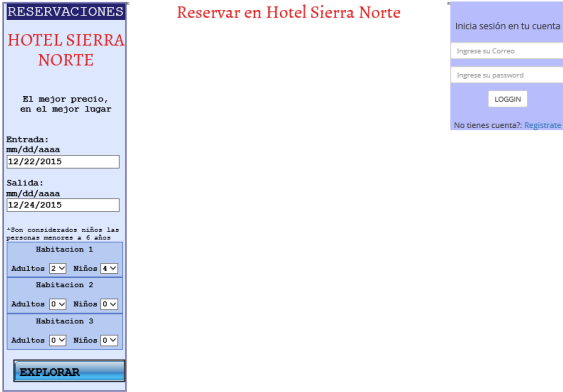 RESERVACIONES
HOTEL SIERRA
NORTE
El mejor precio,
en el mejor lugar
Entrada:
mm/dd/aaaa
12/22/2015
Salida:
mm/dd/aaaa
12/24/2015
*Son considerados niños las
personas menores a 6 años
Habitacion 1
Adultos 2 Niños 4
Habitacion 2
Adultos 0 Niños 0
Habitacion 3
Adultos 0 Niños 0
EXPLORAR
Reservar en Hotel Sierra Norte
Inicia sesión en tu cuenta
Ingrese su Correo
Ingrese su password
LOGGIN
No tienes cuenta?: Registrate